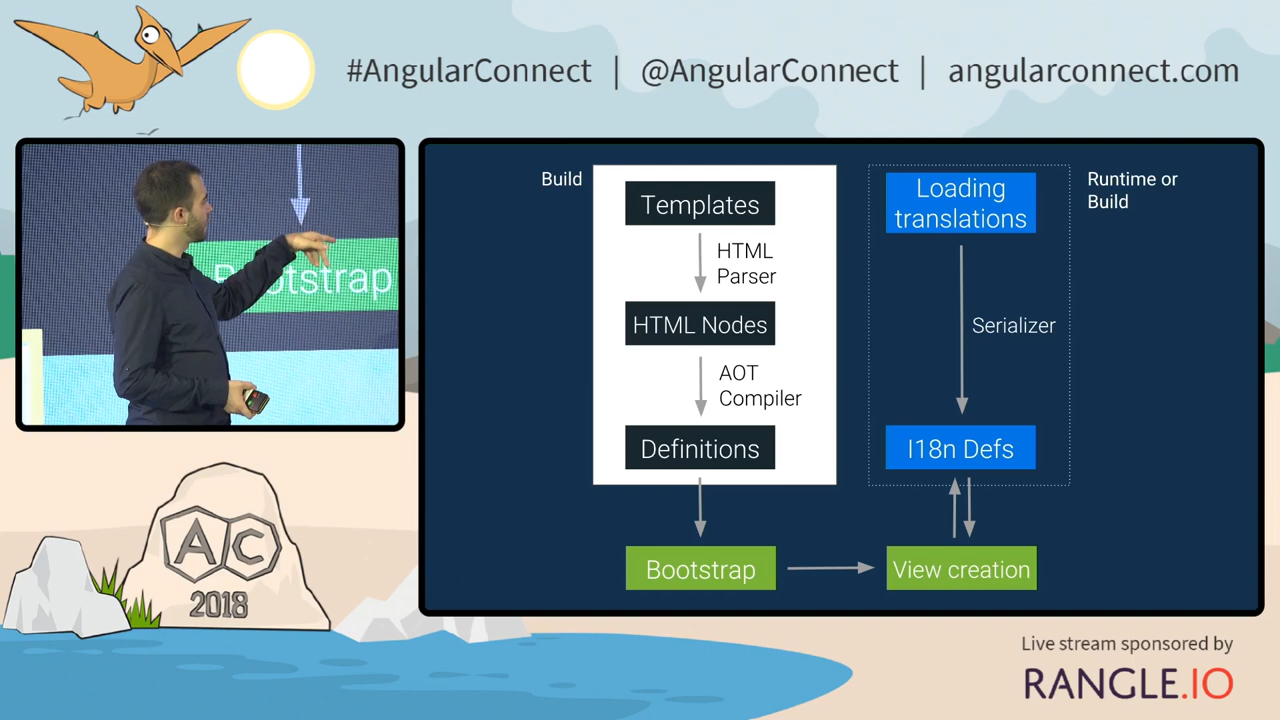 #AngularConnect | @AngularConnect | angularconnect.com
Bootstrap
Build
Templates
HTML
Parser
HTML Nodes
AOT
Compiler
Definitions
Bootstrap
Loading
translations
Runtime or
Build
Serializer
I18n Defs
View creation
AC
2018
Live stream sponsored by
RANGLE.IO